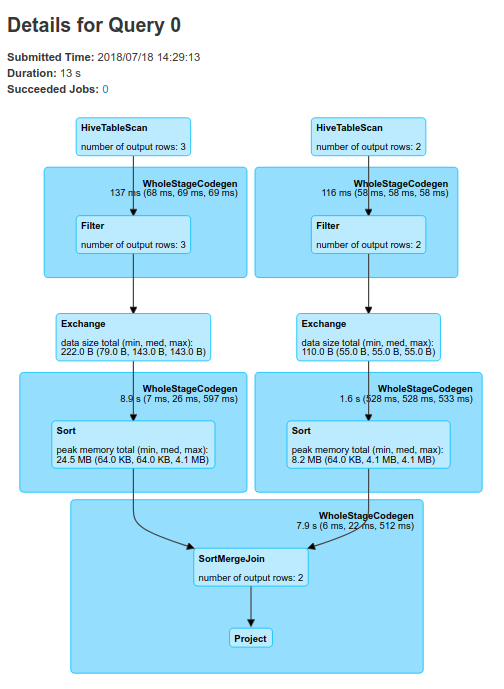 Details for Query 0
Submitted Time: 2018/07/18 14:29:13
Duration: 13 s
Succeeded Jobs: 0
HiveTableScan
number of output rows: 3
HiveTableScan
number of output rows: 2
WholeStageCodegen
137 ms (68 ms, 69 ms, 69 ms)
WholeStageCodegen
116 ms (58 ms, 58 ms, 58 ms)
Filter
number of output rows: 3
Filter
number of output rows: 2
Exchange
data size total (min, med, max):
222.0 B (79.0 B, 143.0 B, 143.0 B)
Exchange
data size total (min, med, max):
110.0 B (55.0 B, 55.0 B, 55.0 B)
WholeStageCodegen
8.9 s (7 ms, 26 ms, 597 ms)
WholeStageCodegen
1.6 s (528 ms, 528 ms, 533 ms)
Sort
peak memory total (min, med, max):
24.5 MB (64.0 KB, 64.0 KB, 4.1 MB)
Sort
peak memory total (min, med, max):
8.2 MB (64.0 KB, 4.1 MB, 4.1 MB)
WholeStageCodegen
7.9 s (6 ms, 22 ms, 512 ms)
SortMergeJoin
number of output rows: 2
Project